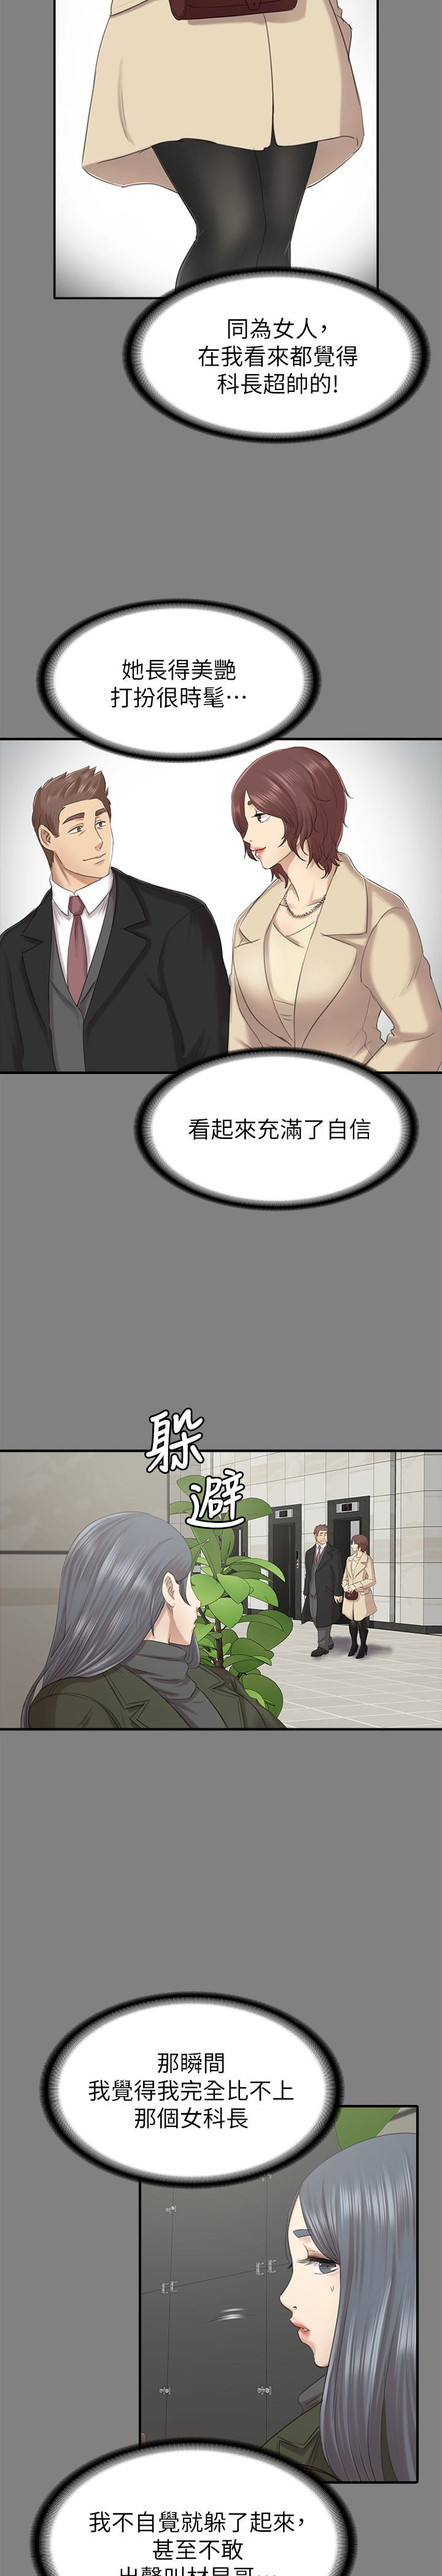 同為女人，
在我看來都覺得
科長超帥的!
她長得美艷
打扮很時髦⋯
看起來充滿了自信
躲避
那瞬間
我覺得我完全比不上
那個女科長
我不自覺就躲了起來，
甚至不敢